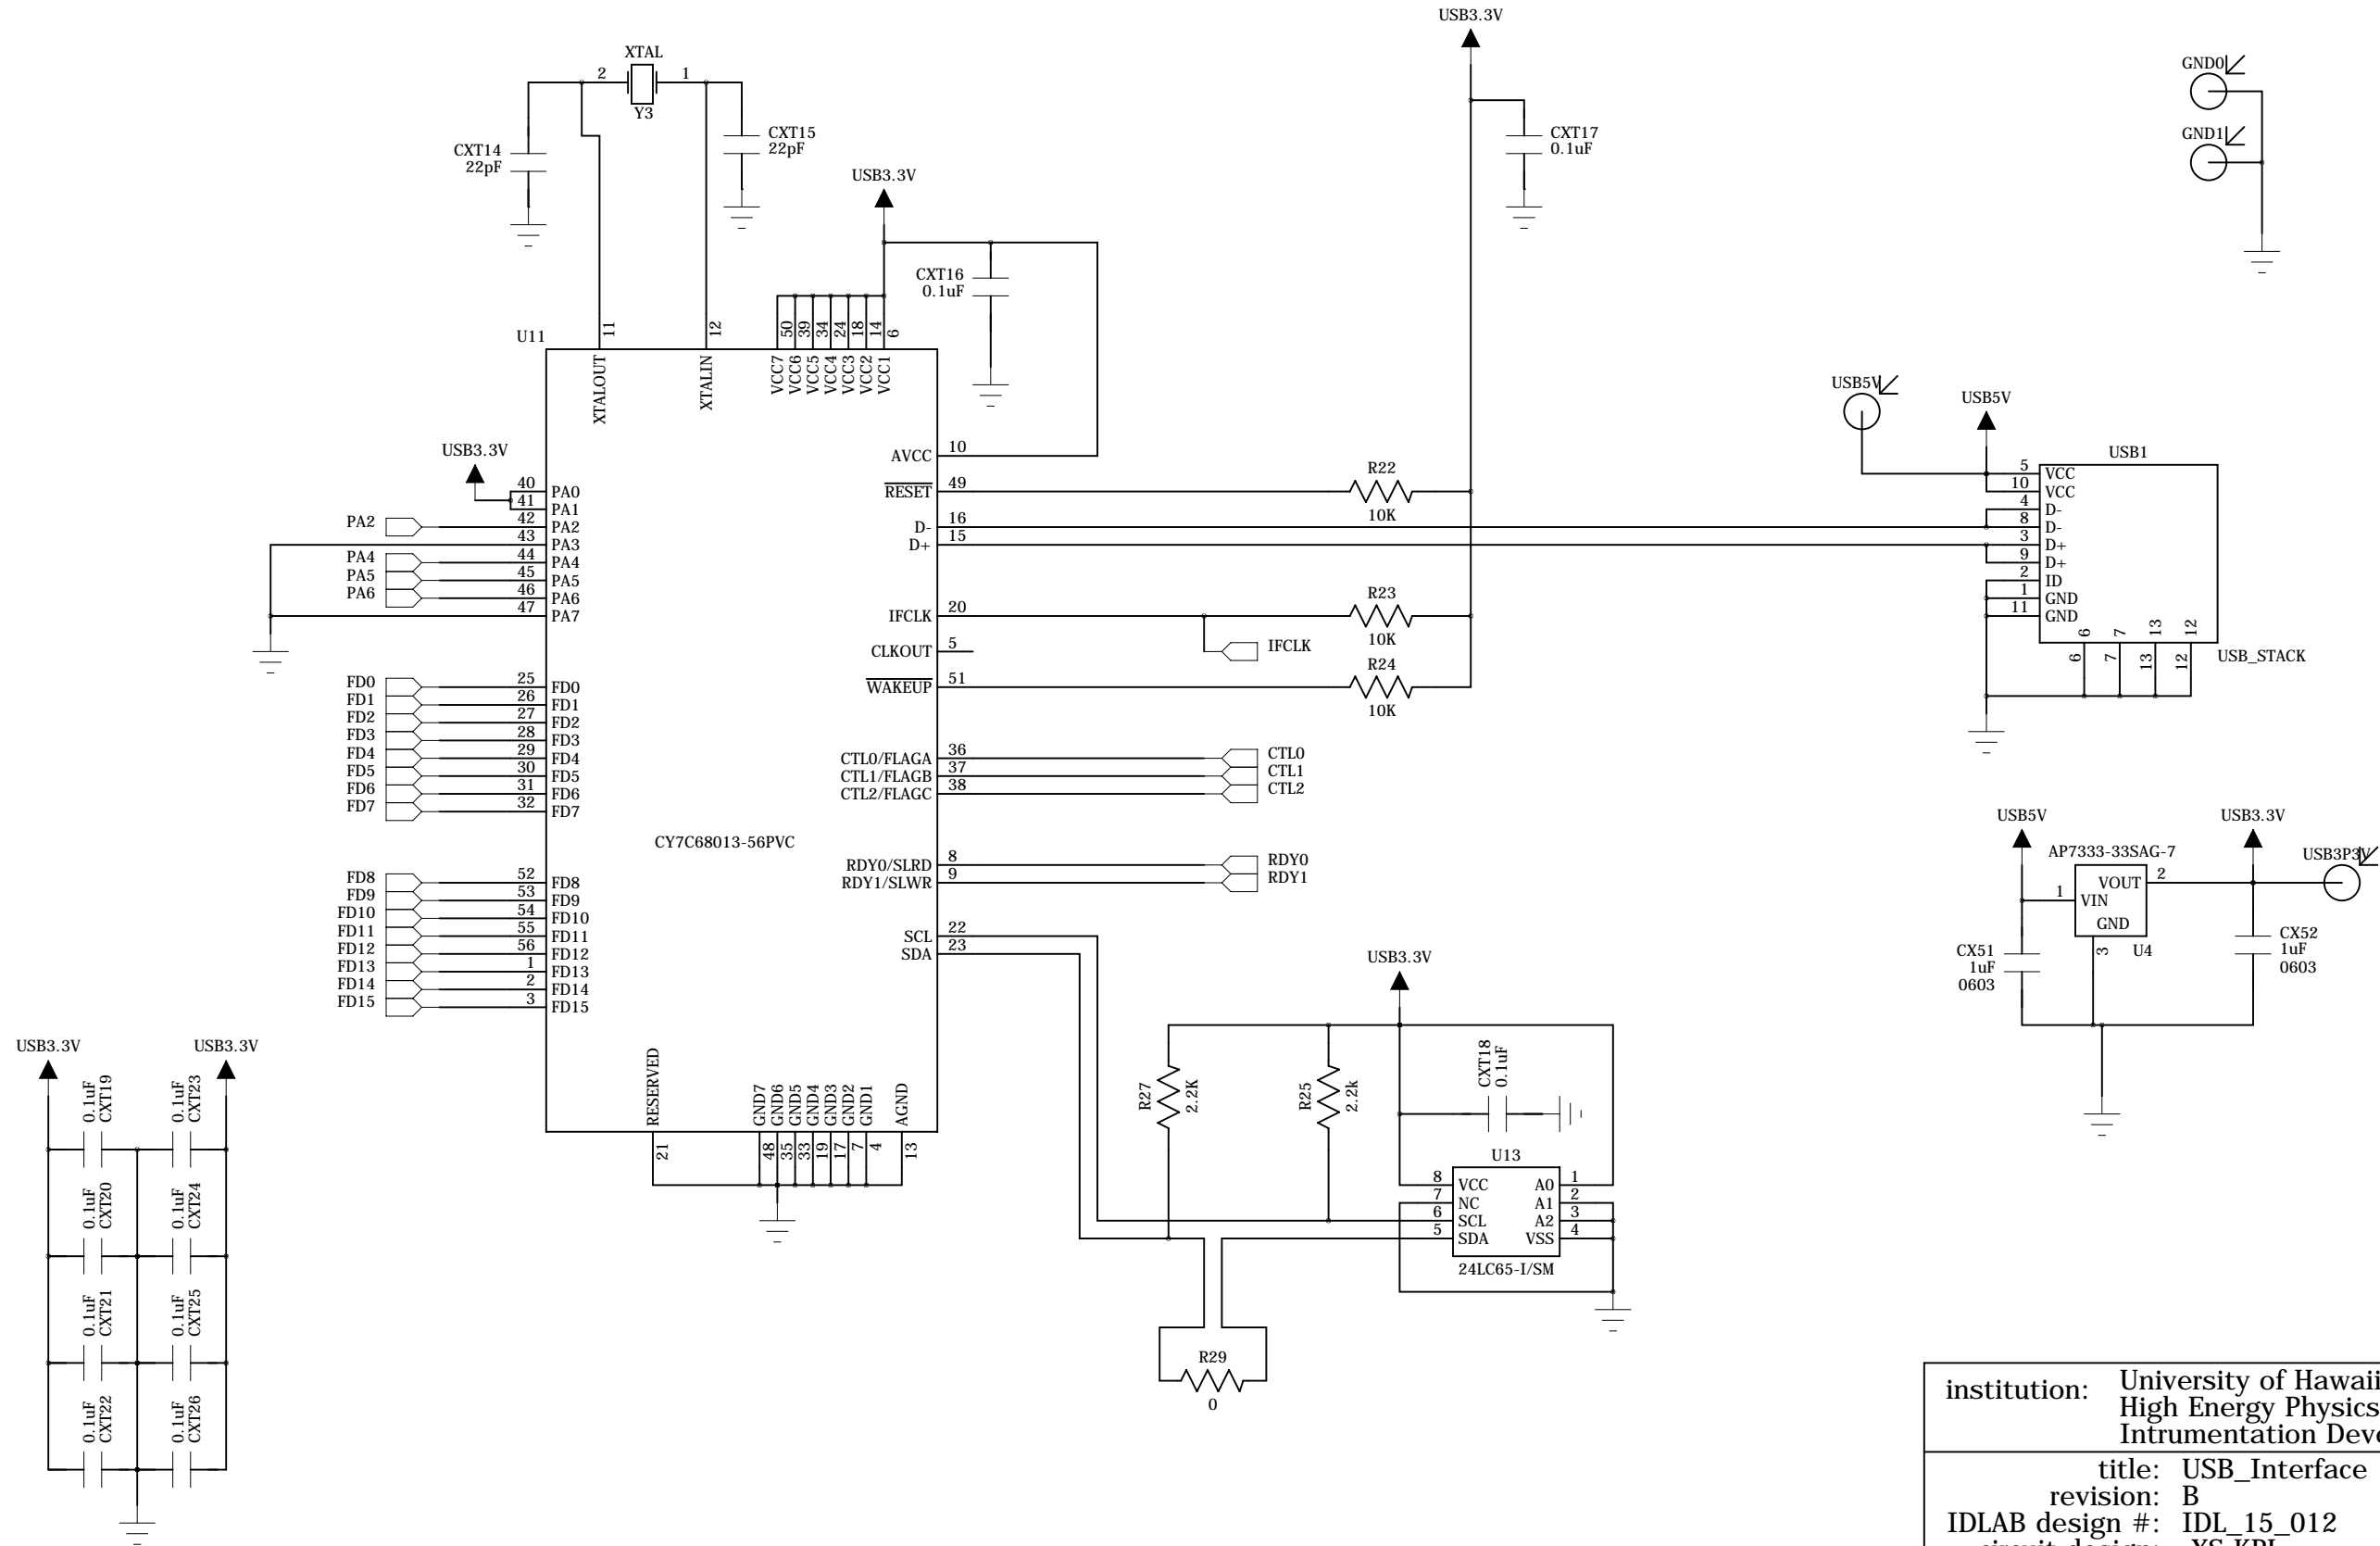 USB3.3V
XTAL
2
1
Y3
CXT14
22pF
CXT15
22pF
USB3.3V
CXT16
0.1uF
CXT17
0.1uF
GND0
GND1
U11
11
12
50
39
34
24
18
14
6
XTALOUT
XTALIN
VCC7
VCC6
VCC5
VCC4
VCC3
VCC2
VCC1
USB3.3V
40 PA0
41 PA1
PA2 42 PA2
43 PA3
PA4 44 PA4
PA5 45 PA5
PA6 46 PA6
47 PA7
FD0 25 FD0
FD1 26 FD1
FD2 27 FD2
FD3 28 FD3
FD4 29 FD4
FD5 30 FD5
FD6 31 FD6
FD7 32 FD7
CY7C68013-56PVC
FD8 52 FD8
FD9 53 FD9
FD10 54 FD10
FD11 55 FD11
FD12 56 FD12
FD13 1 FD13
FD14 2 FD14
FD15 3 FD15
AVCC 10
RESET 49
R22
10K
D- 16
D+ 15
IFCLK 20
R23
10K
IFCLK
CLKOUT 5
WAKEUP 51
R24
10K
CTL0/FLAGA 36 CTL0
CTL1/FLAGB 37 CTL1
CTL2/FLAGC 38 CTL2
RDY0/SLRD 8 RDY0
RDY1/SLWR 9 RDY1
SCL 22
SDA 23
RESERVED
GND7
GND6
GND5
GND4
GND3
GND2
GND1
AGND
21
48
35
33
19
17
7
4
13
USB5V
USB5V
USB1
5 VCC
10 VCC
4 D-
8 D-
3 D+
9 D+
2 ID
1 GND
11 GND
6
7
13
12
6
7
13
12
USB_STACK
USB5V
USB3.3V
AP7333-33SAG-7
USB3P3V
VOUT 2
1 VIN
GND
3
U4
CX51
1uF
0603
CX52
1uF
0603
USB3.3V
R27
2.2K
R25
2.2k
CXT18
0.1uF
U13
8 VCC A0 1
7 NC A1 2
6 SCL A2 3
5 SDA VSS 4
24LC65-I/SM
R29
0
USB3.3V
USB3.3V
0.1uF
CXT19
0.1uF
CXT23
0.1uF
CXT20
0.1uF
CXT24
0.1uF
CXT21
0.1uF
CXT25
0.1uF
CXT22
0.1uF
CXT26
institution: University of Hawaii
High Energy Physics
Intrumentation Deve
title: USB_Interface
revision: B
IDLAB design #: IDL_15_012